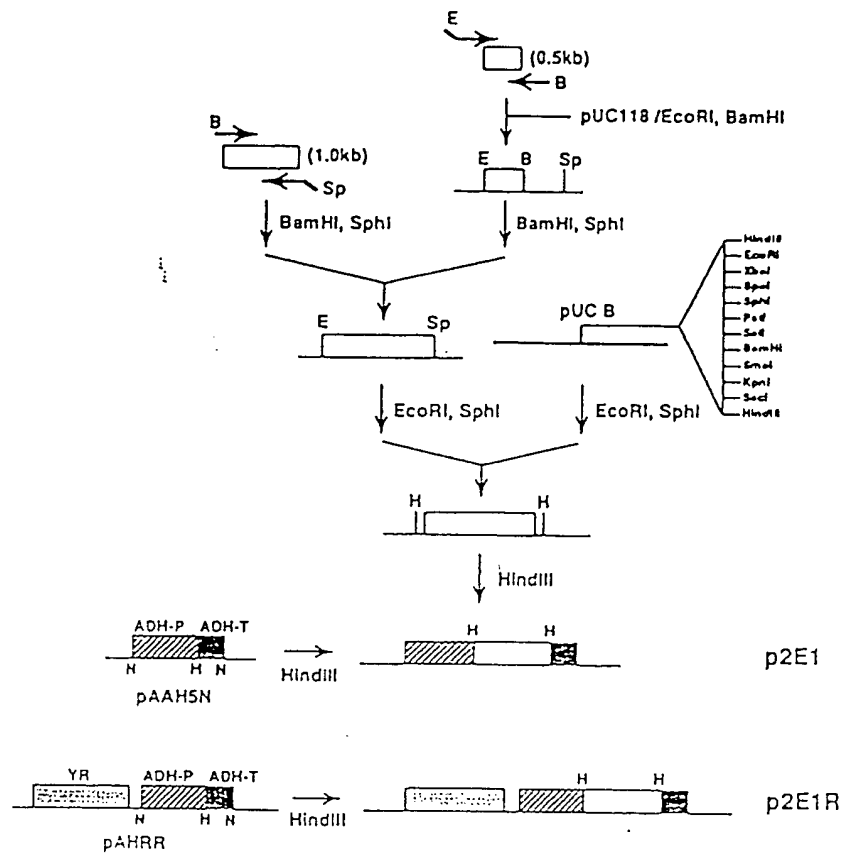 E
(0.5kb)
B
pUC118/EcoRI, BamHI
B
(1.0kb)
Sp
E B Sp
BamHI, SphI
BamHI, SphI
E Sp
pUC B
HindIII
EcoRI
XbaI
SphI
PstI
SalI
BamHI
SmaI
KpnI
SacI
HindIII
EcoRI, SphI
EcoRI, SphI
H H
HindIII
ADH-P ADH-T
N H N
pAAH5N
HindIII
H H
p2E1
YR ADH-P ADH-T
N H N
pAHRR
HindIII
H H
p2E1R